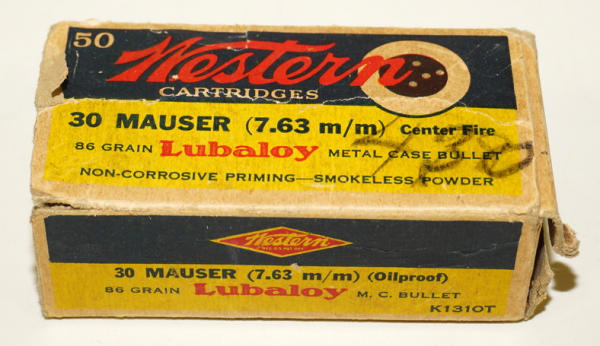 50 Western
CARTRIDGES
30 MAUSER (7.63 m/m) Center Fire
86 GRAIN Lubaloy METAL CASE BULLET
NON-CORROSIVE PRIMING—SMOKELESS POWDER
Western
30 MAUSER (7.63 m/m) (Oilproof)
86 GRAIN Lubaloy M. C. BULLET
K1310T